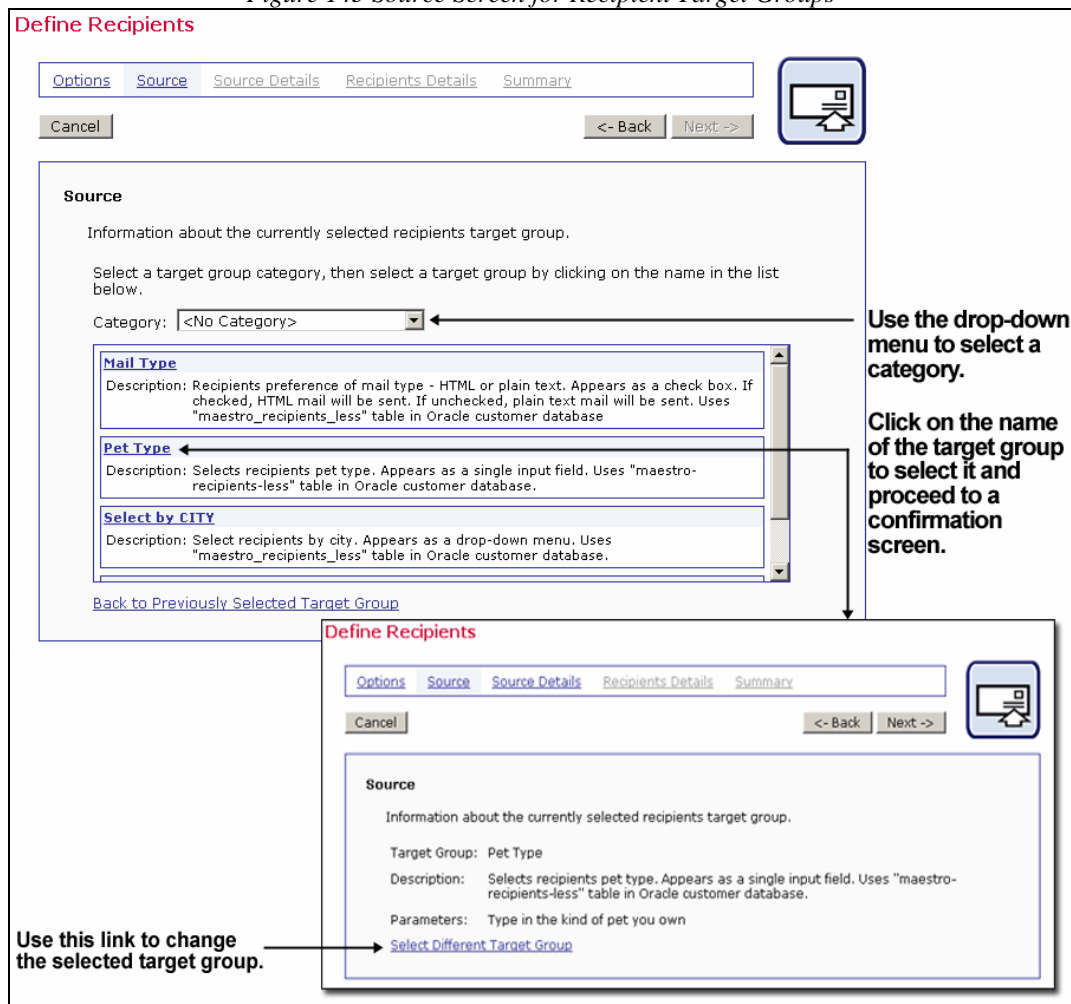 Figure 143 Source Screen for Recipient Target Groups
Define Recipients
Options Source Source Details Recipients Details Summary
Cancel <- Back Next ->
Source
Information about the currently selected recipients target group.
Select a target group category, then select a target group by clicking on the name in the list
below.
Category: <No Category>
Mail Type
Description: Recipients preference of mail type - HTML or plain text. Appears as a check box. If
checked, HTML mail will be sent. If unchecked, plain text mail will be sent. Uses
"maestro_recipients_less" table in Oracle customer database
Pet Type
Description: Selects recipients pet type. Appears as a single input field. Uses "maestro-
recipients-less" table in Oracle customer database.
Select by CITY
Description: Select recipients by city. Appears as a drop-down menu. Uses
"maestro_recipients_less" table in Oracle customer database.
Back to Previously Selected Target Group
Use the drop-down
menu to select a
category.
Click on the name
of the target group
to select it and
proceed to a
confirmation
screen.
Define Recipients
Options Source Source Details Recipients Details Summary
Cancel <- Back Next ->
Source
Information about the currently selected recipients target group.
Target Group: Pet Type
Description: Selects recipients pet type. Appears as a single input field. Uses "maestro-
recipients-less" table in Oracle customer database.
Parameters: Type in the kind of pet you own
Select Different Target Group
Use this link to change
the selected target group.